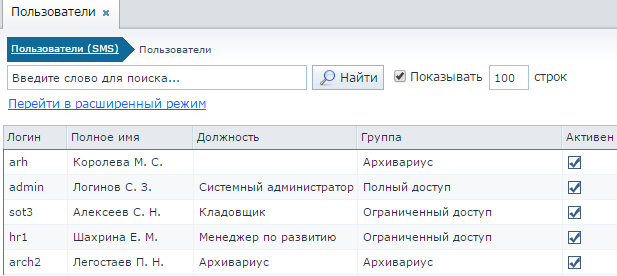 Пользователи ×
Пользователи (SMS) Пользователи
Введите слово для поиска... Найти Показывать 100 строк
Перейти в расширенный режим
Логин Полное имя Должность Группа Активен
arh Королева М. С. Архивариус
admin Логинов С. З. Системный администратор Полный доступ
sot3 Алексеев С. Н. Кладовщик Ограниченный доступ
hr1 Шахрина Е. М. Менеджер по развитию Ограниченный доступ
arch2 Легостаев П. Н. Архивариус Архивариус